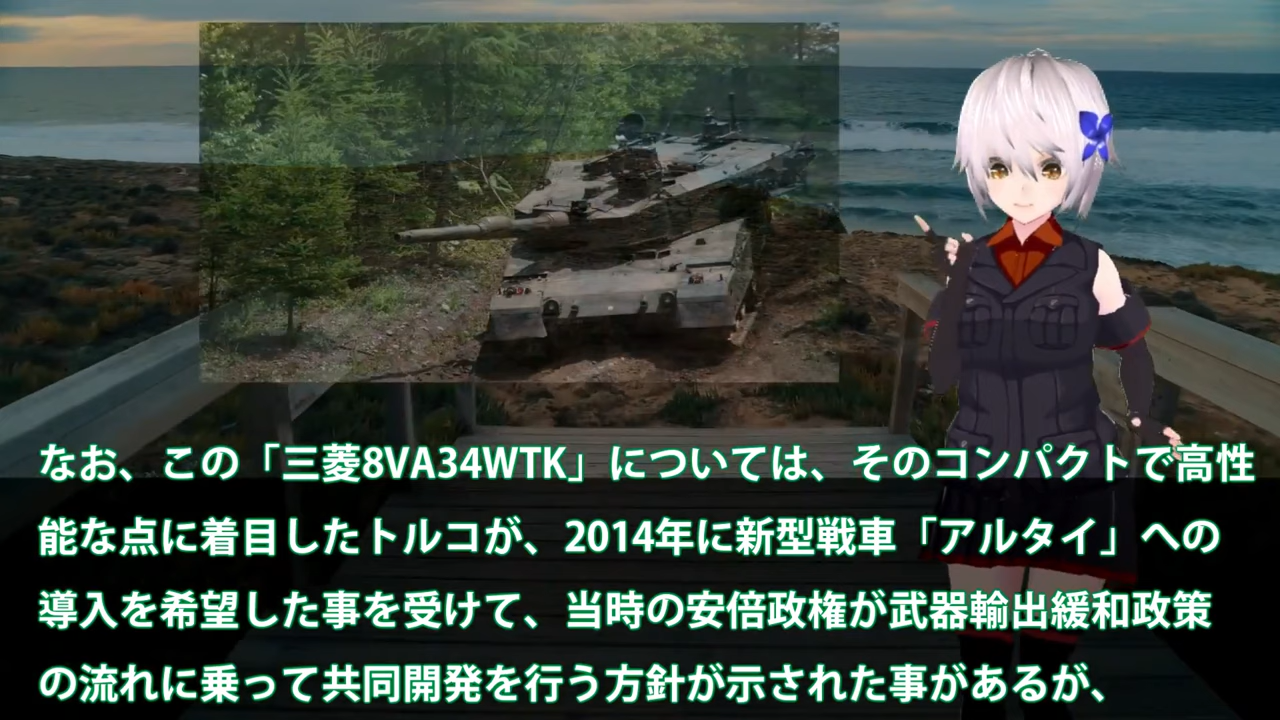 なお、この「三菱8VA34WTK」については、そのコンパクトで高性
能な点に着目したトルコが、2014年に新型戦車「アルタイ」への
導入を希望した事を受けて、当時の安倍政権が武器輸出緩和政策
の流れに乗って共同開発を行う方針が示された事があるが、